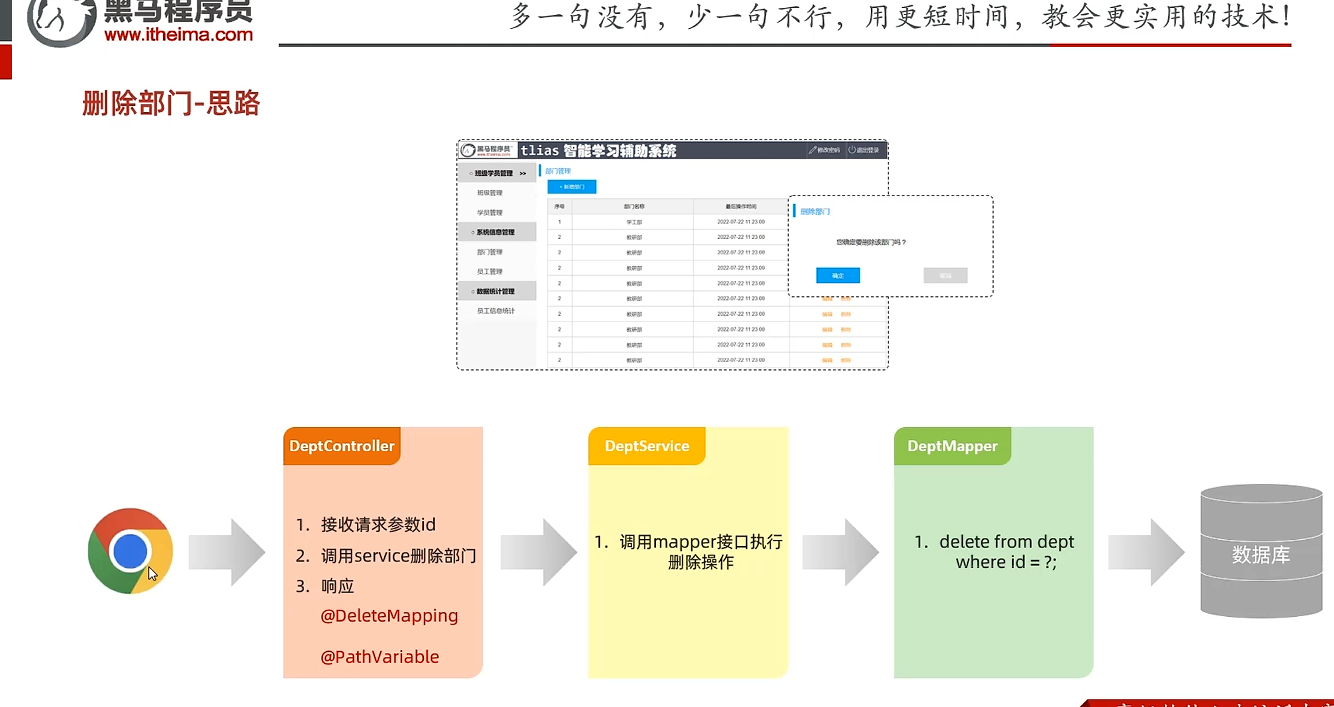 黑马程序员
www.itheima.com
多一句没有，少一句不行，用更短时间，教会更实用的技术！
删除部门-思路
黑马程序员
www.itheima.com
tlias 智能学习辅助系统
修改密码 退出登录
班级学员管理 >>
班级管理
学员管理
系统信息管理
部门管理
员工管理
数据统计管理
员工信息统计
部门管理
+ 新增部门
序号 部门名称 最后操作时间
1 学工部 2022-07-22 11:23:00
2 教研部 2022-07-22 11:23:00
2 教研部 2022-07-22 11:23:00
2 教研部 2022-07-22 11:23:00
2 教研部 2022-07-22 11:23:00
2 教研部 2022-07-22 11:23:00 编辑 删除
2 教研部 2022-07-22 11:23:00 编辑 删除
2 教研部 2022-07-22 11:23:00 编辑 删除
2 教研部 2022-07-22 11:23:00 编辑 删除
2 教研部 2022-07-22 11:23:00 编辑 删除
删除部门
您确定要删除该部门吗？
确定
DeptController
1. 接收请求参数id
2. 调用service删除部门
3. 响应
@DeleteMapping
@PathVariable
DeptService
1. 调用mapper接口执行
删除操作
DeptMapper
1. delete from dept
where id = ?;
数据库